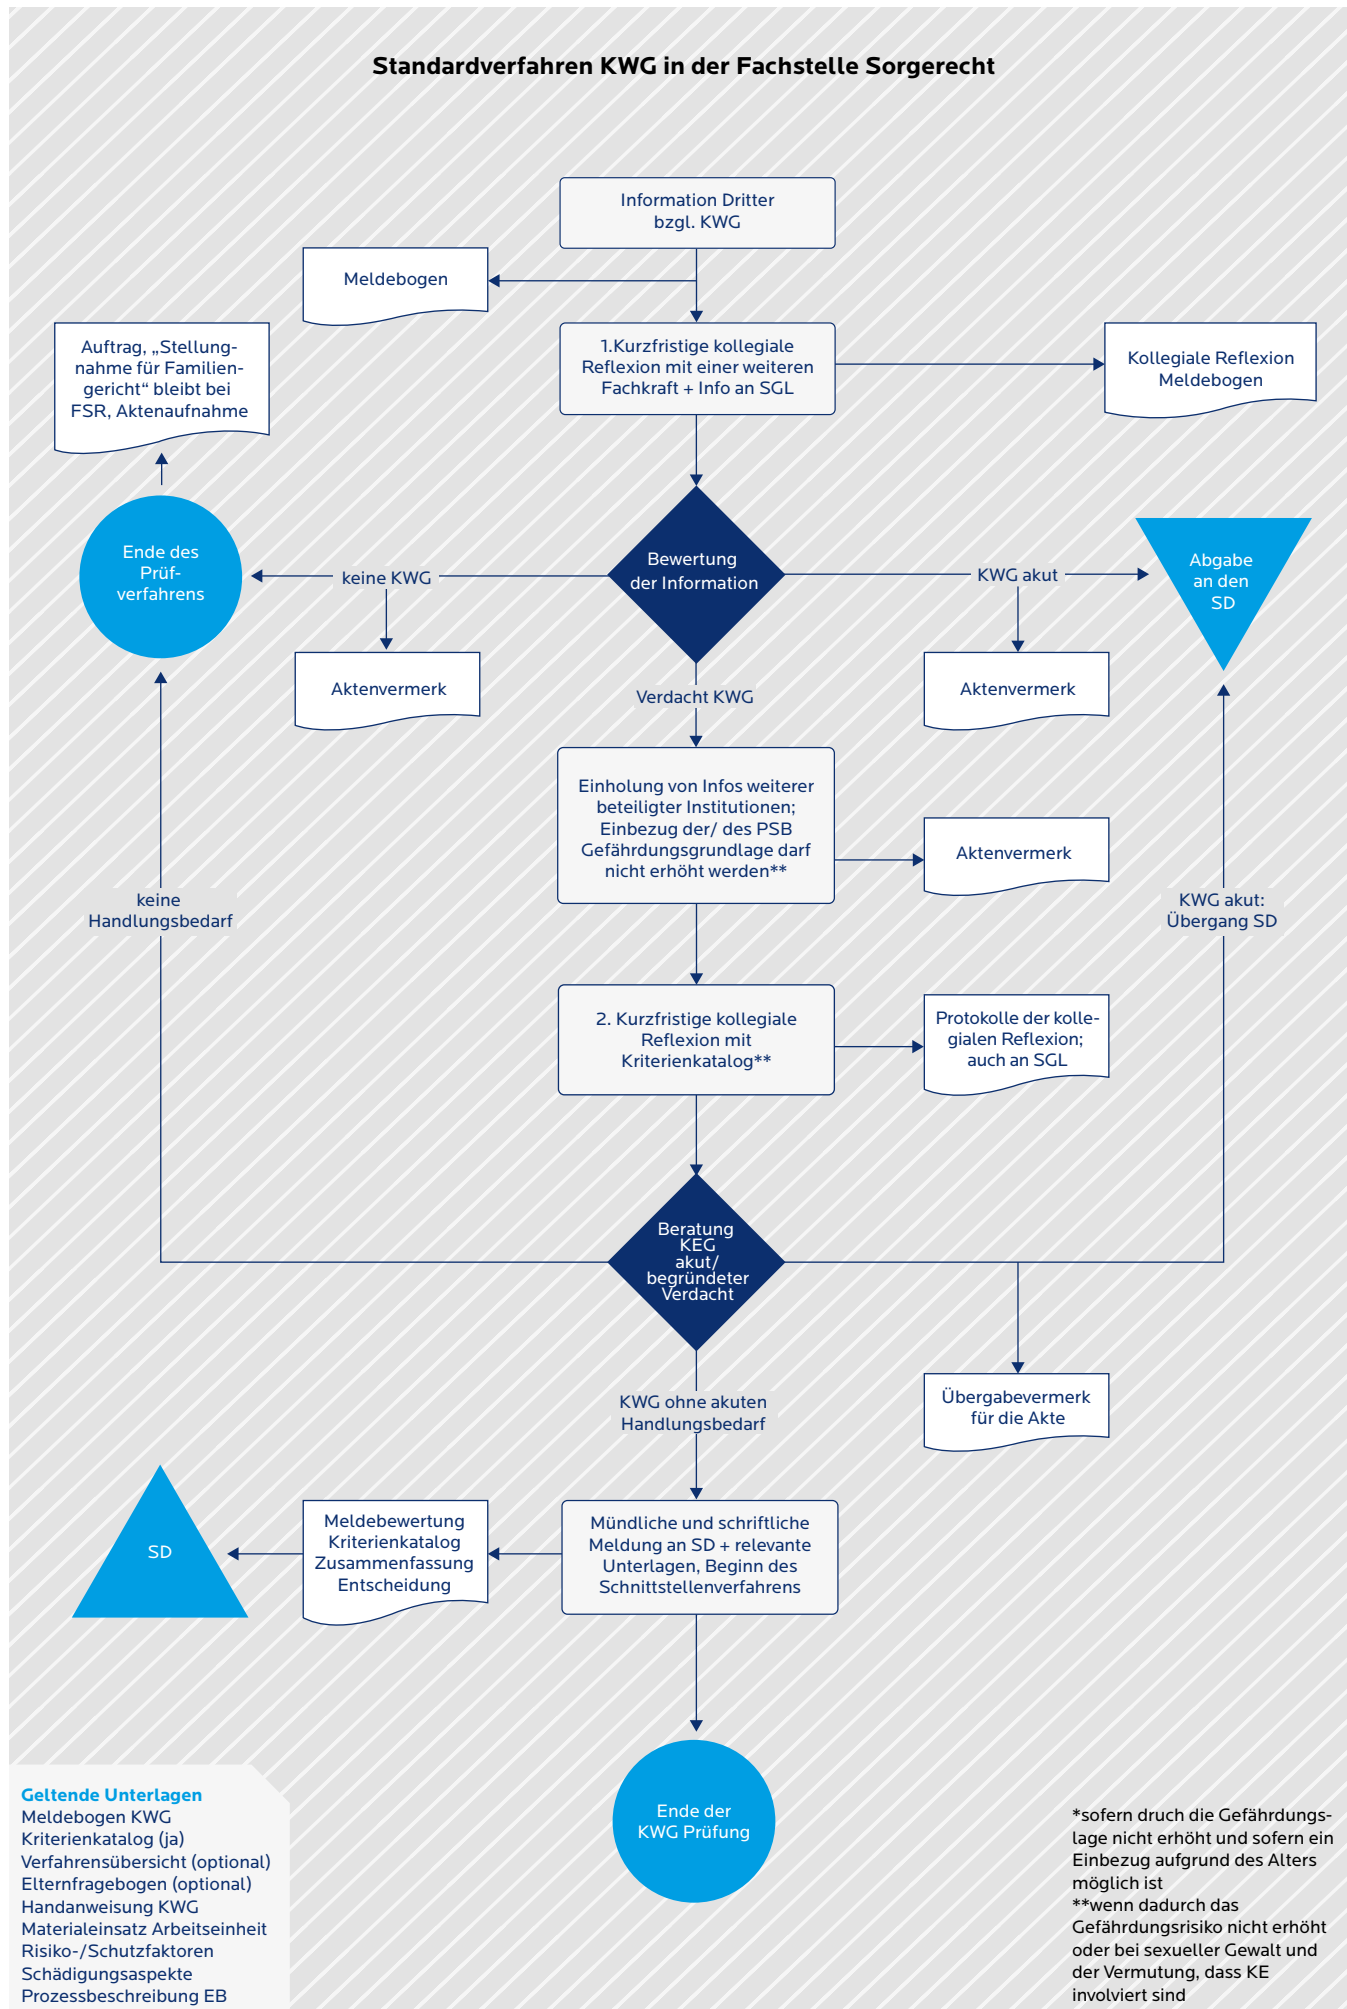 Standardverfahren KWG in der Fachstelle Sorgerecht
Information Dritter
bzgl. KWG
Meldebogen
1.Kurzfristige kollegiale
Reflexion mit einer weiteren
Fachkraft + Info an SGL
Kollegiale Reflexion
Meldebogen
Auftrag, „Stellung-
nahme für Familien-
gericht“ bleibt bei
FSR, Aktenaufnahme
Ende des
Prüf-
verfahrens
keine KWG
Bewertung
der Information
KWG akut
Abgabe
an den
SD
Aktenvermerk
Aktenvermerk
Verdacht KWG
Einholung von Infos weiterer
beteiligter Institutionen;
Einbezug der/ des PSB
Gefährdungsgrundlage darf
nicht erhöht werden**
Aktenvermerk
keine
Handlungsbedarf
KWG akut:
Übergang SD
2. Kurzfristige kollegiale
Reflexion mit
Kriterienkatalog**
Protokolle der kolle-
gialen Reflexion;
auch an SGL
Beratung
KEG
akut/
begründeter
Verdacht
KWG ohne akuten
Handlungsbedarf
Übergabevermerk
für die Akte
SD
Meldebewertung
Kriterienkatalog
Zusammenfassung
Entscheidung
Mündliche und schriftliche
Meldung an SD + relevante
Unterlagen, Beginn des
Schnittstellenverfahrens
Ende der
KWG Prüfung
Geltende Unterlagen
Meldebogen KWG
Kriterienkatalog (ja)
Verfahrensübersicht (optional)
Elternfragebogen (optional)
Handanweisung KWG
Materialeinsatz Arbeitseinheit
Risiko-/Schutzfaktoren
Schädigungsaspekte
Prozessbeschreibung EB
*sofern druch die Gefährdungs-
lage nicht erhöht und sofern ein
Einbezug aufgrund des Alters
möglich ist
**wenn dadurch das
Gefährdungsrisiko nicht erhöht
oder bei sexueller Gewalt und
der Vermutung, dass KE
involviert sind